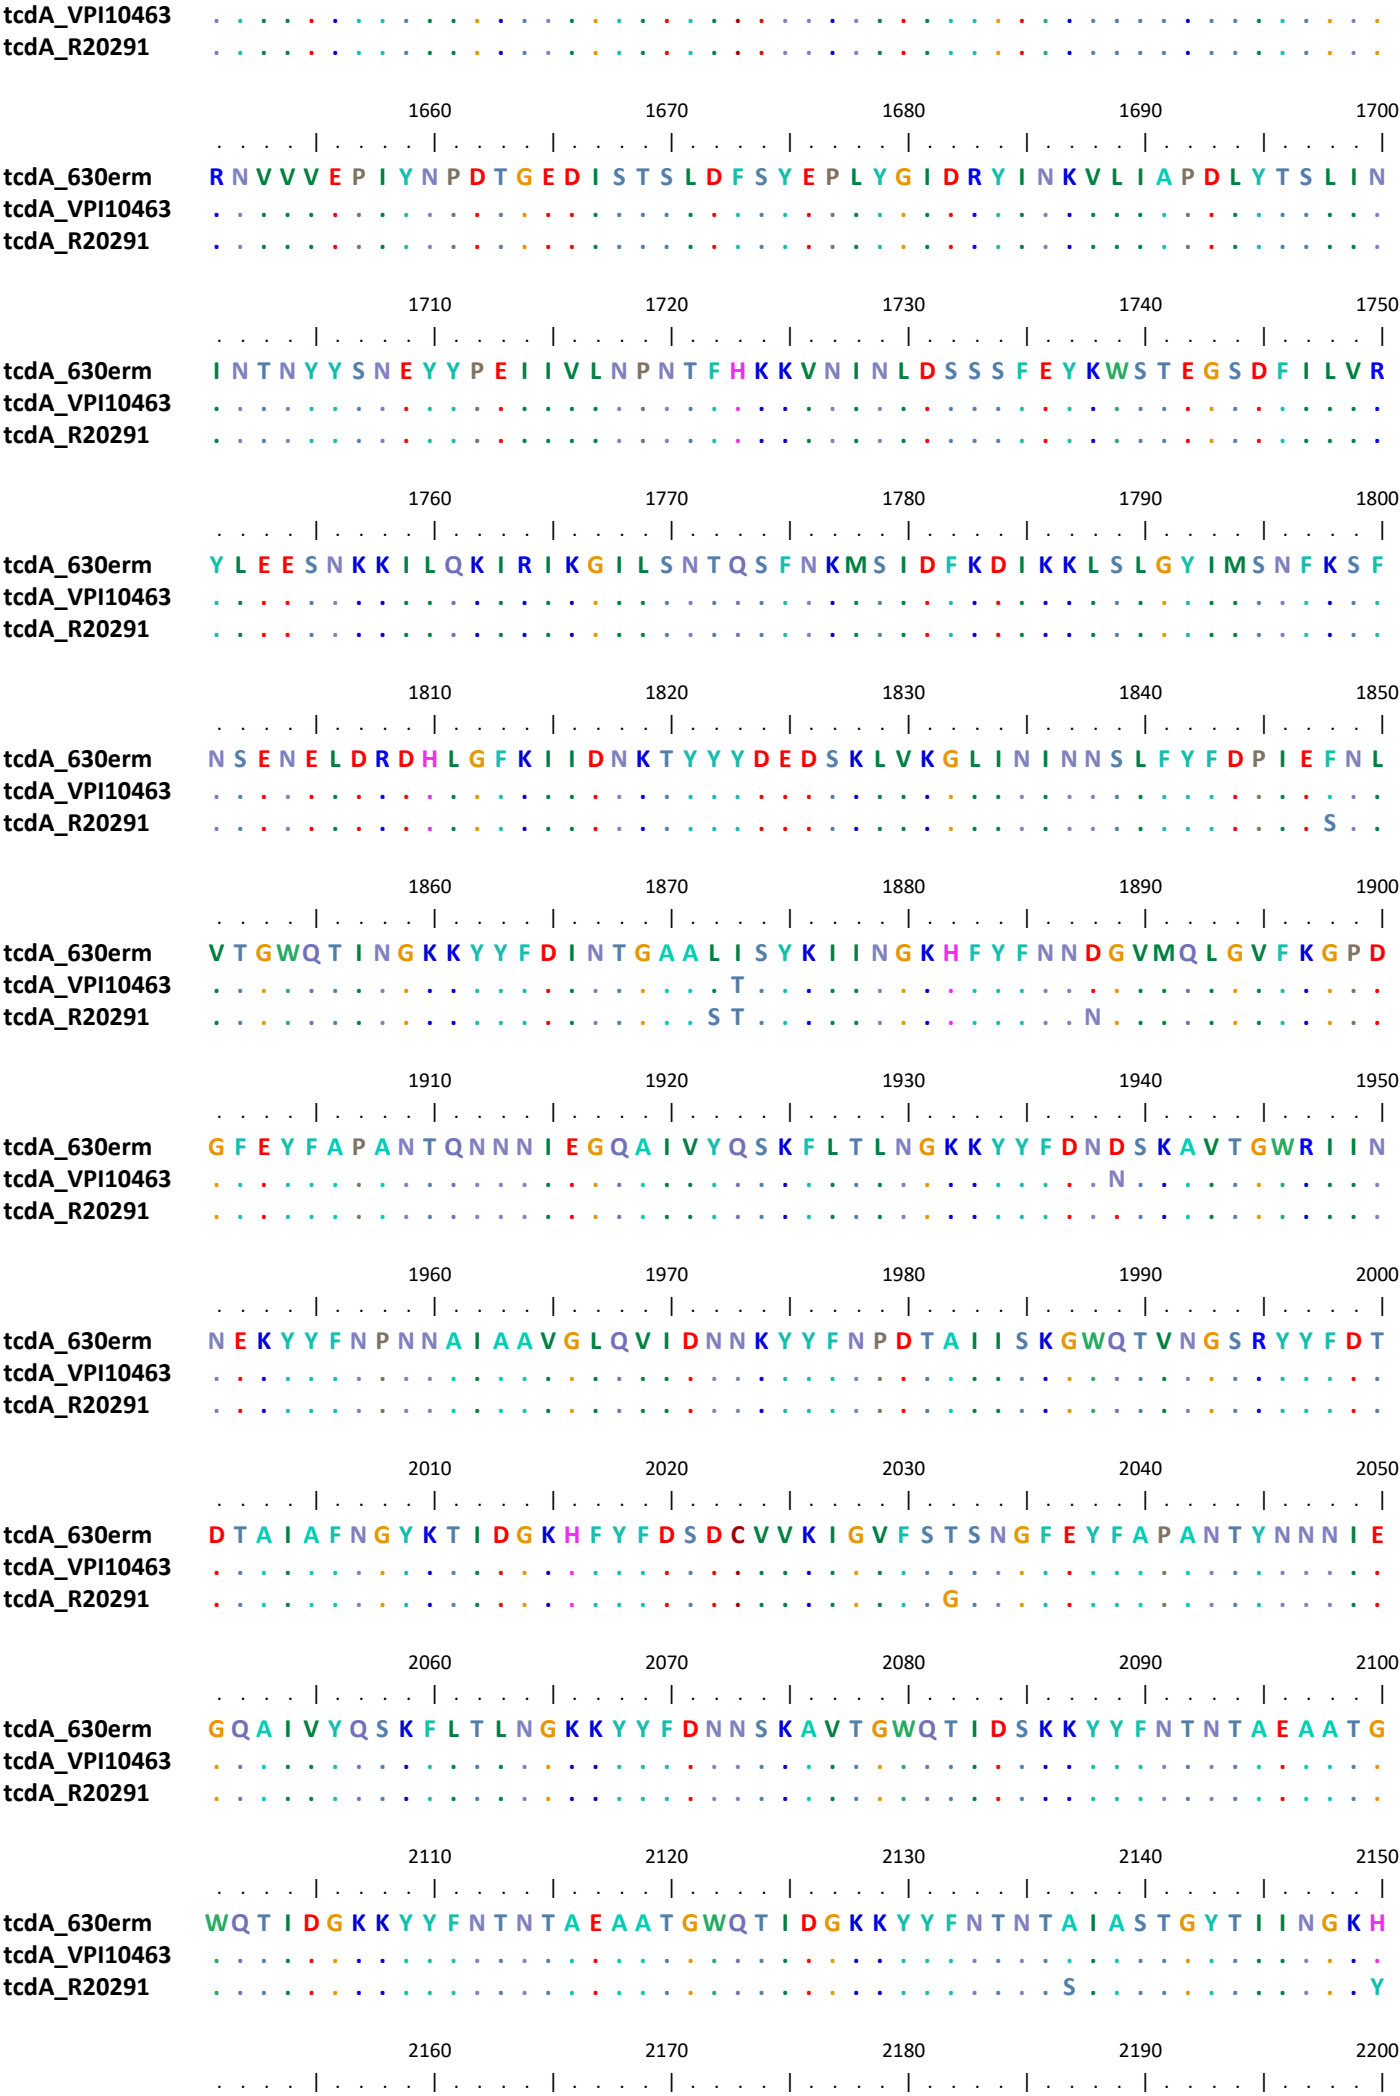 tcdA_VPI10463 ..................................................
tcdA_R20291 ..................................................
1660 1670 1680 1690 1700
....|....|....|....|....|....|....|....|....|....|
tcdA_630erm RNVVVEPIYNPDTGEDISTSLDFSYEPLYGIDRYINKVLIAPDLYTSLIN
tcdA_VPI10463 ..................................................
tcdA_R20291 ..................................................
1710 1720 1730 1740 1750
....|....|....|....|....|....|....|....|....|....|
tcdA_630erm INTNYYSNEYYPEIIVLNPNTFHKKVNINLDSSSFEYKWSTEGSDFILVR
tcdA_VPI10463 ..................................................
tcdA_R20291 ..................................................
1760 1770 1780 1790 1800
....|....|....|....|....|....|....|....|....|....|
tcdA_630erm YLEESNKKILQKIRIKGILSNTQSFNKMSIDFKDIKKLSLGYIMSNFKSF
tcdA_VPI10463 ..................................................
tcdA_R20291 ..................................................
1810 1820 1830 1840 1850
....|....|....|....|....|....|....|....|....|....|
tcdA_630erm NSENELDRDHLGFKIIDNKTYYYDEDSKLVKGLININNSLFYFDPIEFNL
tcdA_VPI10463 ..................................................
tcdA_R20291 ...............................................S..
1860 1870 1880 1890 1900
....|....|....|....|....|....|....|....|....|....|
tcdA_630erm VTGWQTINGKKYYFDINTGAALISYKIINGKHFYFNNDGVMQLGVFKGPD
tcdA_VPI10463 ......................T...........................
tcdA_R20291 .....................ST..............N............
1910 1920 1930 1940 1950
....|....|....|....|....|....|....|....|....|....|
tcdA_630erm GFEYFAPANTQNNNIEGQAIVYQSKFLTLNGKKYYFDNDSKAVTGWRIIN
tcdA_VPI10463 ......................................N...........
tcdA_R20291 ..................................................
1960 1970 1980 1990 2000
....|....|....|....|....|....|....|....|....|....|
tcdA_630erm NEKYYFNPNNAIAAVGLQVIDNNKYYFNPDTAIISKGWQTVNGSRYYFDT
tcdA_VPI10463 ..................................................
tcdA_R20291 ..................................................
2010 2020 2030 2040 2050
....|....|....|....|....|....|....|....|....|....|
tcdA_630erm DTAIAFNGYKTIDGKHFYFDSDCVVKIGVFSTSNGFEYFAPANTYNNNIE
tcdA_VPI10463 ..................................................
tcdA_R20291 ...............................G..................
2060 2070 2080 2090 2100
....|....|....|....|....|....|....|....|....|....|
tcdA_630erm GQAIVYQSKFLTLNGKKYYFDNNSKAVTGWQTIDSKKYYFNTNTAEAATG
tcdA_VPI10463 ..................................................
tcdA_R20291 ..................................................
2110 2120 2130 2140 2150
....|....|....|....|....|....|....|....|....|....|
tcdA_630erm WQTIDGKKYYFNTNTAEAATGWQTIDGKKYYFNTNTAIASTGYTIINGKH
tcdA_VPI10463 ..................................................
tcdA_R20291 ....................................S............Y
2160 2170 2180 2190 2200
....|....|....|....|....|....|....|....|....|....|